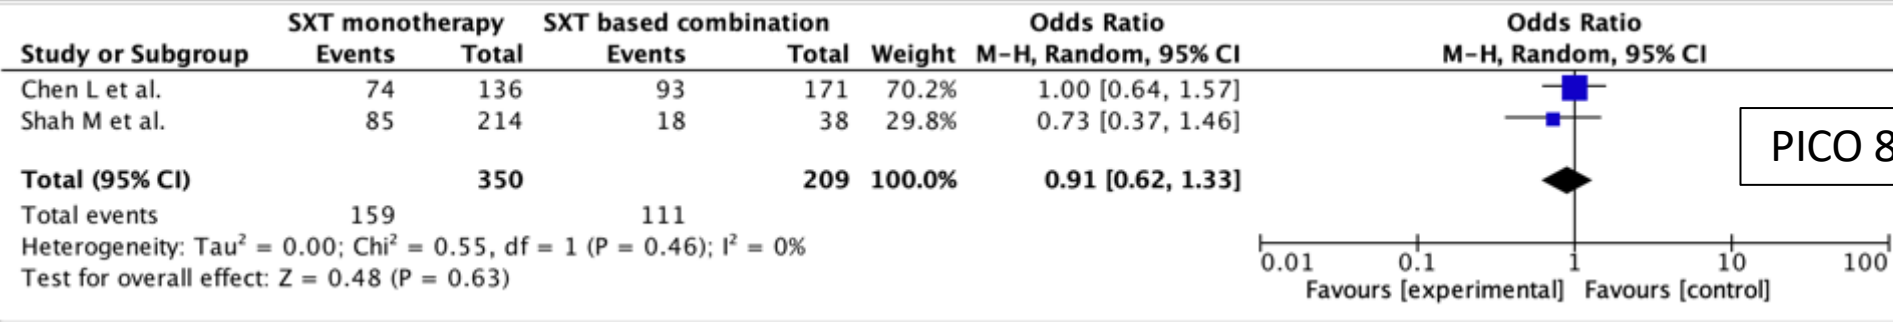 SXT monotherapy SXT based combination Odds Ratio Odds Ratio
Study or Subgroup Events Total Events Total Weight M-H, Random, 95% CI M-H, Random, 95% CI
Chen L et al. 74 136 93 171 70.2% 1.00 [0.64, 1.57]
Shah M et al. 85 214 18 38 29.8% 0.73 [0.37, 1.46]
PICO 8
Total (95% CI) 350 209 100.0% 0.91 [0.62, 1.33]
Total events 159 111
Heterogeneity: Tau² = 0.00; Chi² = 0.55, df = 1 (P = 0.46); I² = 0%
0.01 0.1 1 10 100
Test for overall effect: Z = 0.48 (P = 0.63)
Favours [experimental] Favours [control]